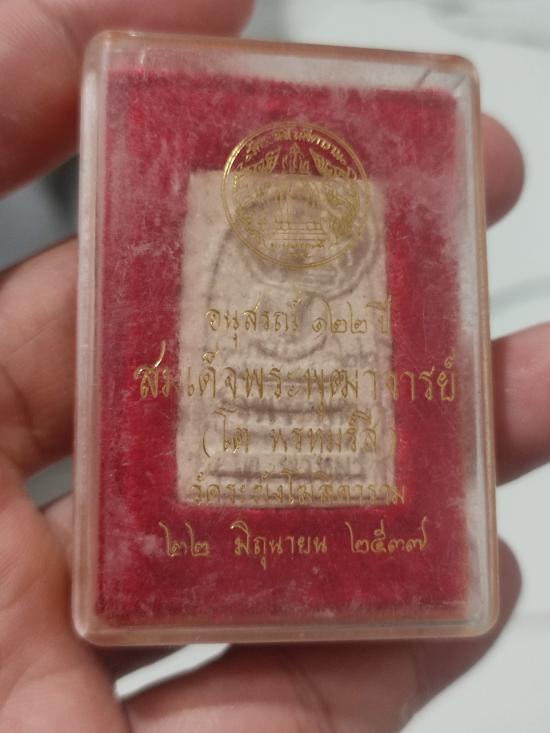 อนุสรณ์ ๑๒๒ ปี
สมเด็จพระพุฒาจารย์
(โต พรหมรํสี)
วัดระฆังโฆสิตาราม
๒๒ มิถุนายน ๒๕๓๗